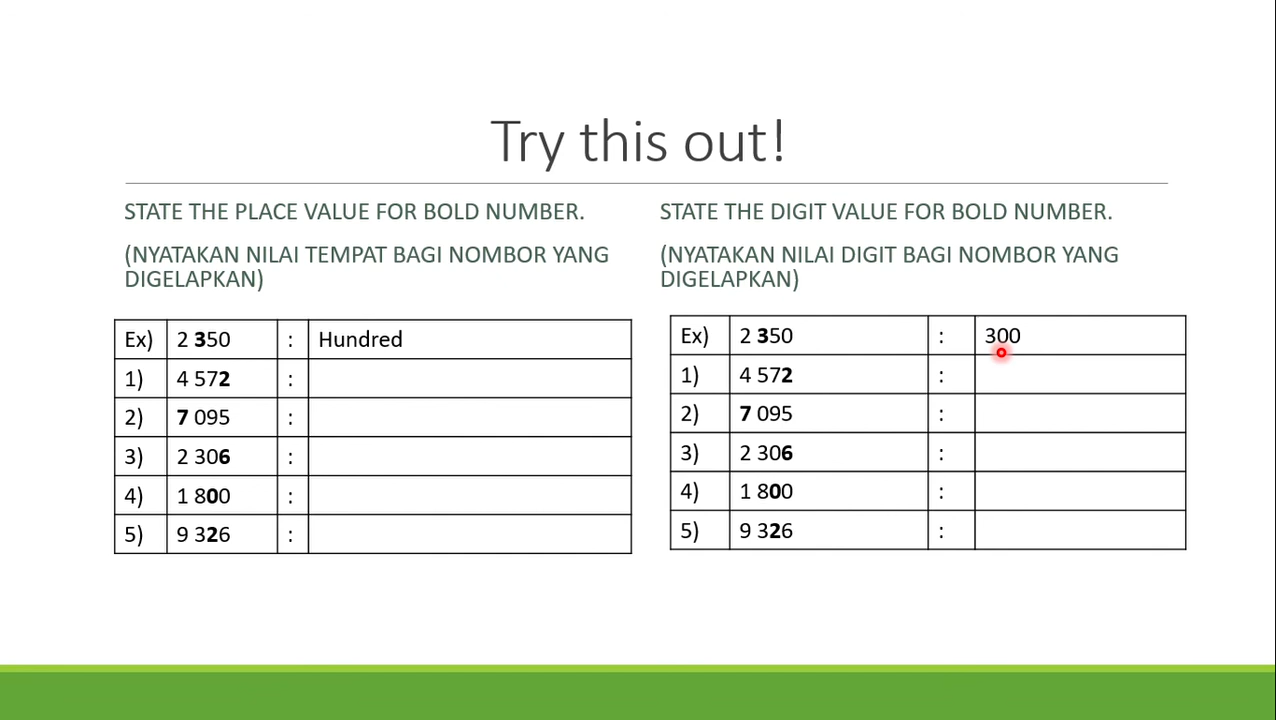 Try this out!
STATE THE PLACE VALUE FOR BOLD NUMBER.
(NYATAKAN NILAI TEMPAT BAGI NOMBOR YANG
DIGELAPKAN)
Ex) 2 350 : Hundred
1) 4 572 :
2) 7 095 :
3) 2 306 :
4) 1 800 :
5) 9 326 :
STATE THE DIGIT VALUE FOR BOLD NUMBER.
(NYATAKAN NILAI DIGIT BAGI NOMBOR YANG
DIGELAPKAN)
Ex) 2 350 : 300
1) 4 572 :
2) 7 095 :
3) 2 306 :
4) 1 800 :
5) 9 326 :